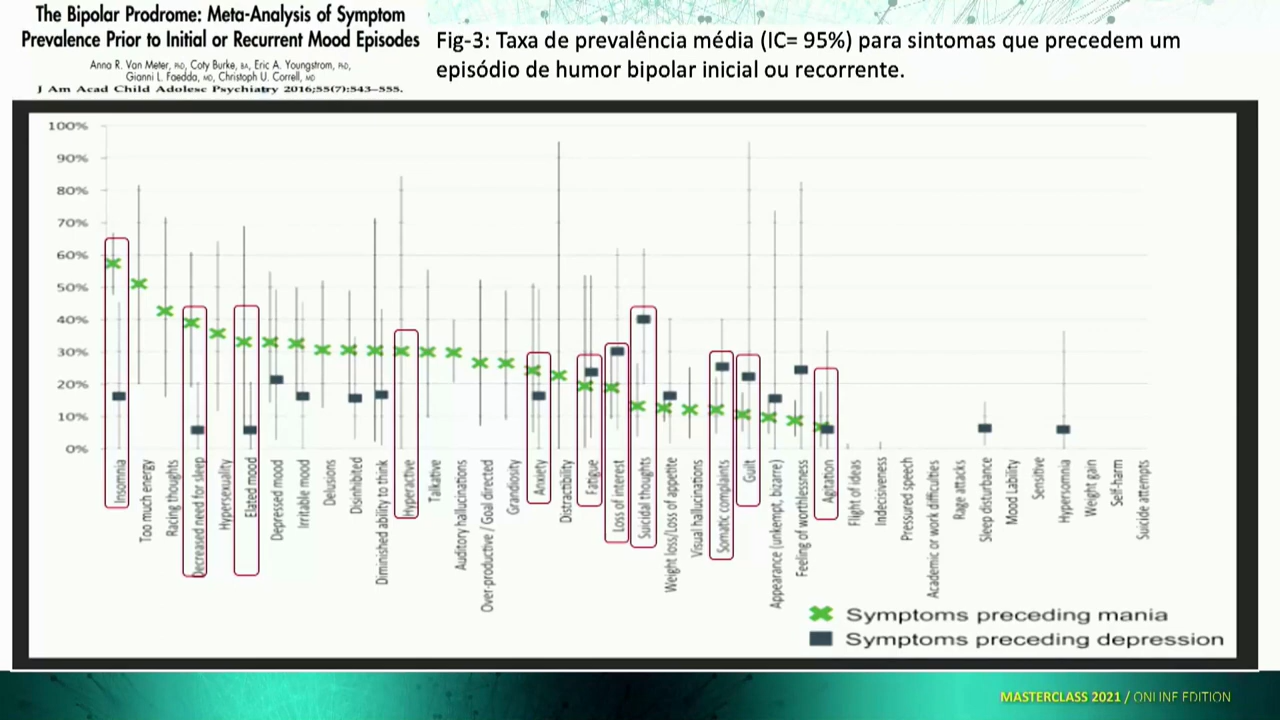 The Bipolar Prodrome: Meta-Analysis of Symptom
Prevalence Prior to Initial or Recurrent Mood Episodes
Anna R. Van Meter, PhD, Coty Burke, BA, Eric A. Youngstrom, PhD,
Gianni L. Faedda, MD, Christoph U. Correll, MD
J Am Acad Child Adolesc Psychiatry 2016;55(7):543–555.
Fig-3: Taxa de prevalência média (IC= 95%) para sintomas que precedem um
episódio de humor bipolar inicial ou recorrente.
100%
90%
80%
70%
60%
50%
40%
30%
20%
10%
0%
Insomnia
Too much energy
Racing thoughts
Decreased need for sleep
Hypersexuality
Elated mood
Depressed mood
Irritable mood
Delusions
Disinhibited
Diminished ability to think
Hyperactive
Talkative
Auditory hallucinations
Over-productive / Goal directed
Grandiosity
Anxiety
Distractibility
Fatigue
Loss of interest
Suicidal thoughts
Weight loss/Loss of appetite
Visual hallucinations
Somatic complaints
Guilt
Appearance (unkempt, bizarre)
Feeling of worthlessness
Agitation
Flight of ideas
Indecisiveness
Pressured speech
Academic or work difficulties
Rage attacks
Sleep disturbance
Mood Lability
Sensitive
Hypersomnia
Weight gain
Self-harm
Suicide attempts
Symptoms preceding mania
Symptoms preceding depression
MASTERCLASS 2021 / ONLINE EDITION